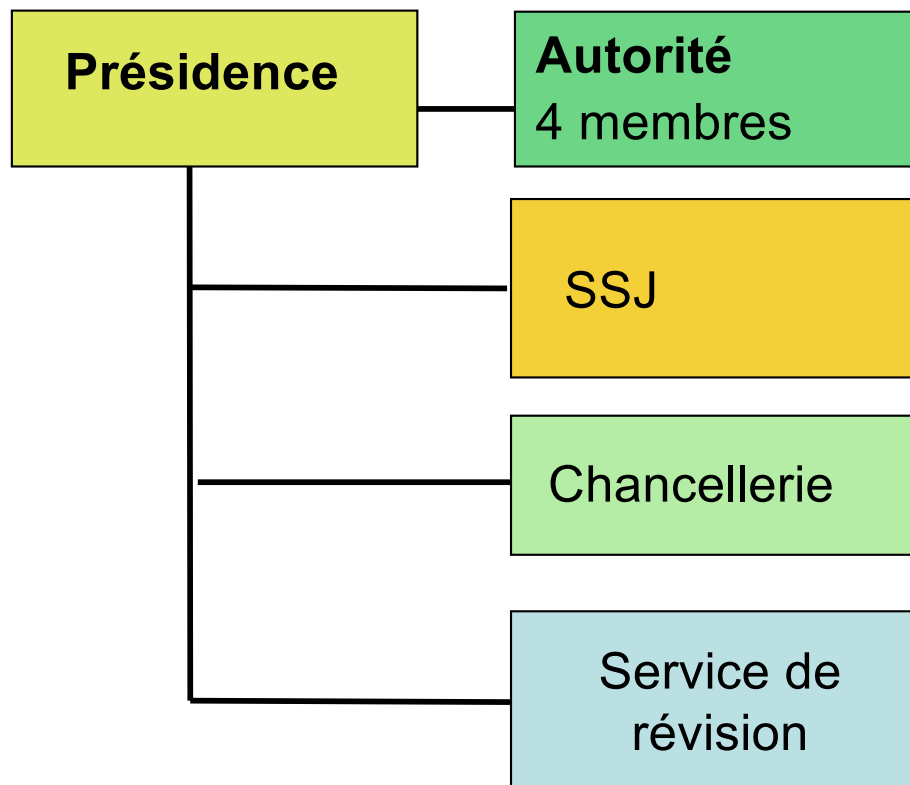 Présidence
Autorité
4 membres
SSJ
Chancellerie
Service de
révision